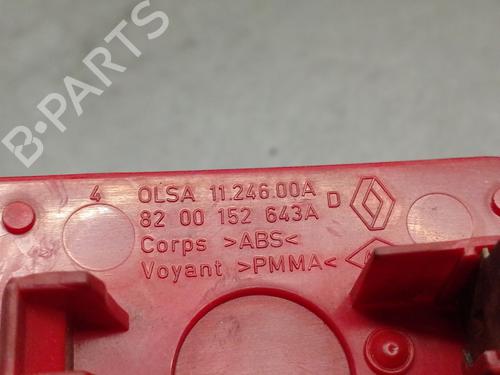 B-PARTS
4 OLSA 11.246.00A D
82 00 152 643A
Corps >ABS<
Voyant >PMMA<